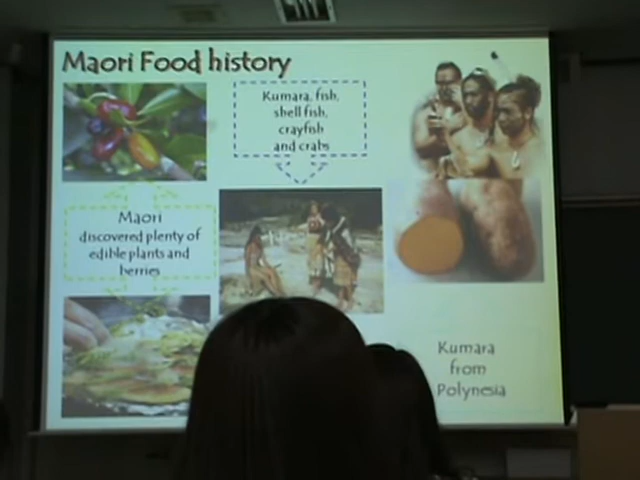 Maori Food history
Kumara, fish,
shell fish,
crayfish
and crabs
Maori
discovered plenty of
edible plants and
berries
Kumara
from
Polynesia